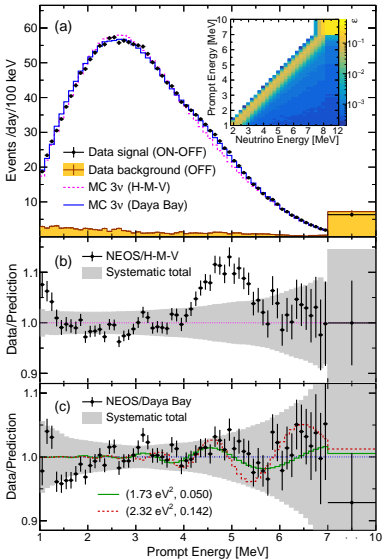 (a)
Events /day/100 keV
60
50
40
30
20
10
Prompt Energy [MeV]
10
7
6
5
4
3
2
1
2 3 4 5 6 7 8 12
Neutrino Energy [MeV]
ε
10⁻¹
10⁻²
10⁻³
Data signal (ON-OFF)
Data background (OFF)
MC 3ν (H-M-V)
MC 3ν (Daya Bay)
(b)
NEOS/H-M-V
Systematic total
Data/Prediction
1.1
1.0
0.9
(c)
NEOS/Daya Bay
Systematic total
Data/Prediction
1.1
1.0
0.9
(1.73 eV², 0.050)
(2.32 eV², 0.142)
1 2 3 4 5 6 7 10
Prompt Energy [MeV]